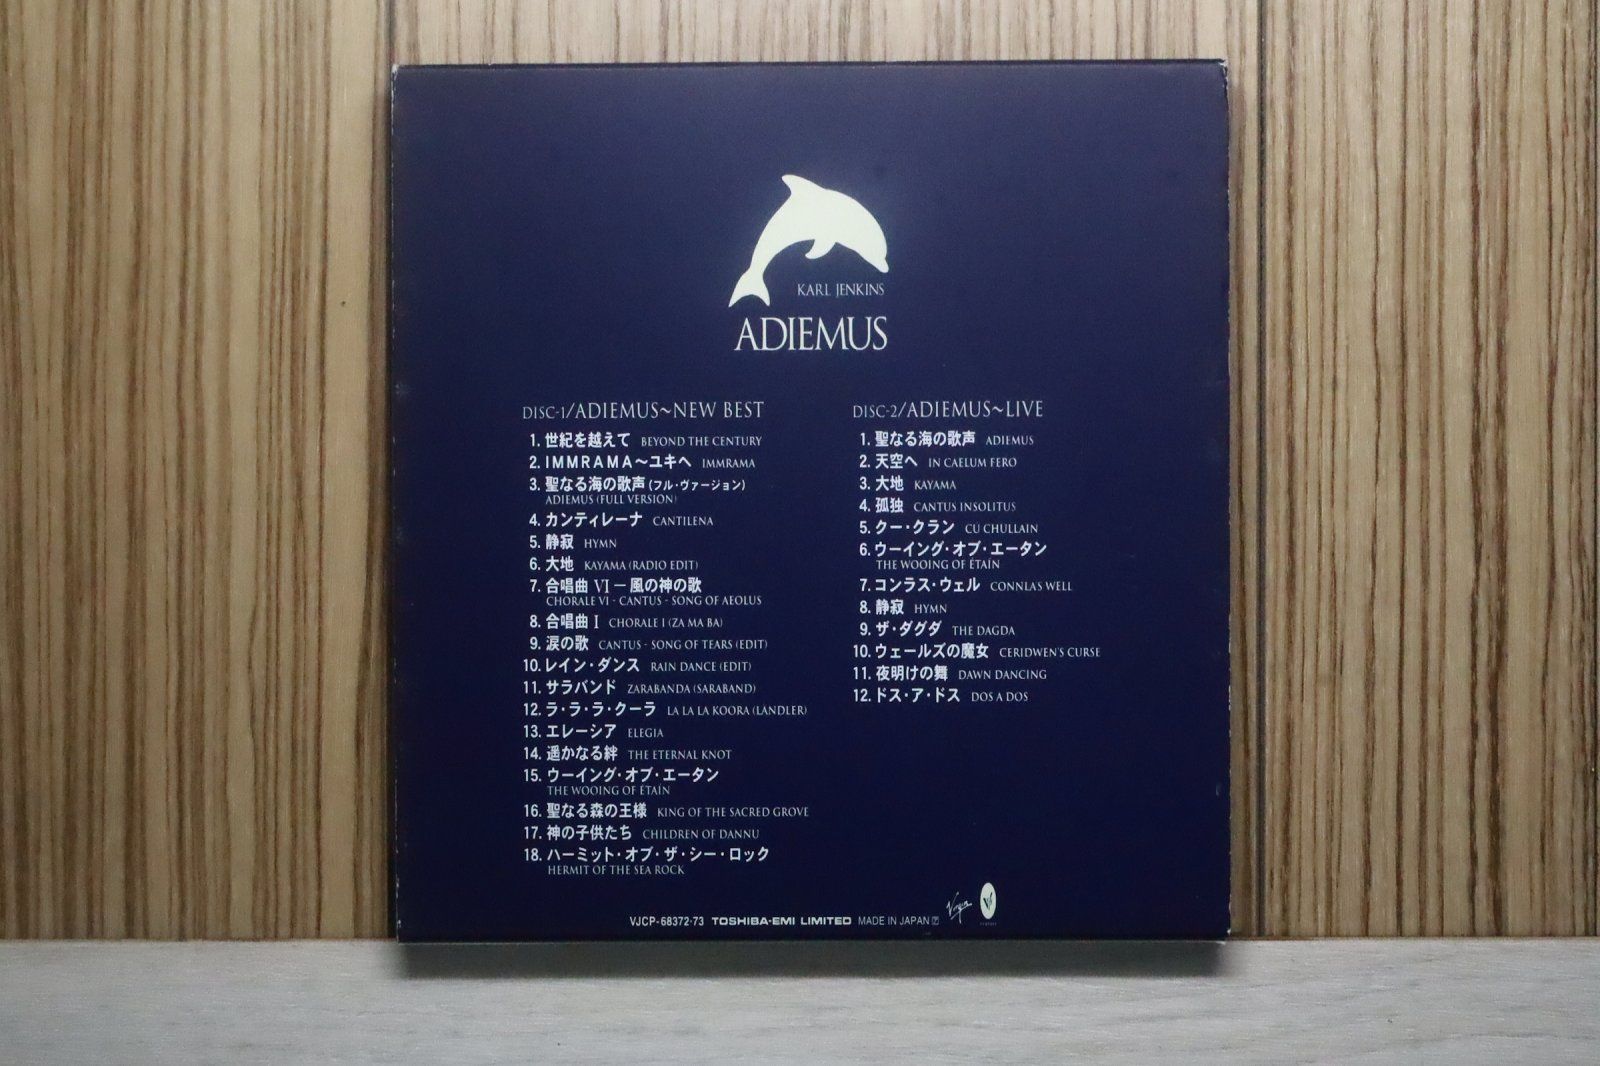 KARL JENKINS
ADIEMUS
DISC-1/ADIEMUS~NEW BEST
1. 世紀を越えて BEYOND THE CENTURY
2. IMMRAMA〜ユキへ IMMRAMA
3. 聖なる海の歌声(フル・ヴァージョン)
ADIEMUS (FULL VERSION)
4. カンティレーナ CANTILENA
5. 静寂 HYMN
6. 大地 KAYAMA (RADIO EDIT)
7. 合唱曲 VI ー 風の神の歌
CHORALE VI - CANTUS - SONG OF AEOLUS
8. 合唱曲 I CHORALE I (ZA MA BA)
9. 涙の歌 CANTUS - SONG OF TEARS (EDIT)
10. レイン・ダンス RAIN DANCE (EDIT)
11. サラバンド ZARABANDA (SARABAND)
12. ラ・ラ・ラ・クーラ LA LA LA KOORA (LÄNDLER)
13. エレーシア ELEGIA
14. 遥かなる絆 THE ETERNAL KNOT
15. ウーイング・オブ・エータン
THE WOOING OF ÉTAÍN
16. 聖なる森の王様 KING OF THE SACRED GROVE
17. 神の子供たち CHILDREN OF DANNU
18. ハーミット・オブ・ザ・シー・ロック
HERMIT OF THE SEA ROCK
DISC-2/ADIEMUS~LIVE
1. 聖なる海の歌声 ADIEMUS
2. 天空へ IN CAELUM FERO
3. 大地 KAYAMA
4. 孤独 CANTUS INSOLITUS
5. クー・クラン CU CHULLAIN
6. ウーイング・オブ・エータン
THE WOOING OF ÉTAÍN
7. コンラス・ウェル CONNLAS WELL
8. 静寂 HYMN
9. ザ・ダグダ THE DAGDA
10. ウェールズの魔女 CERIDWEN'S CURSE
11. 夜明けの舞 DAWN DANCING
12. ドス・ア・ドス DOS A DOS
VJCP-68372·73 TOSHIBA-EMI LIMITED MADE IN JAPAN
Virgin